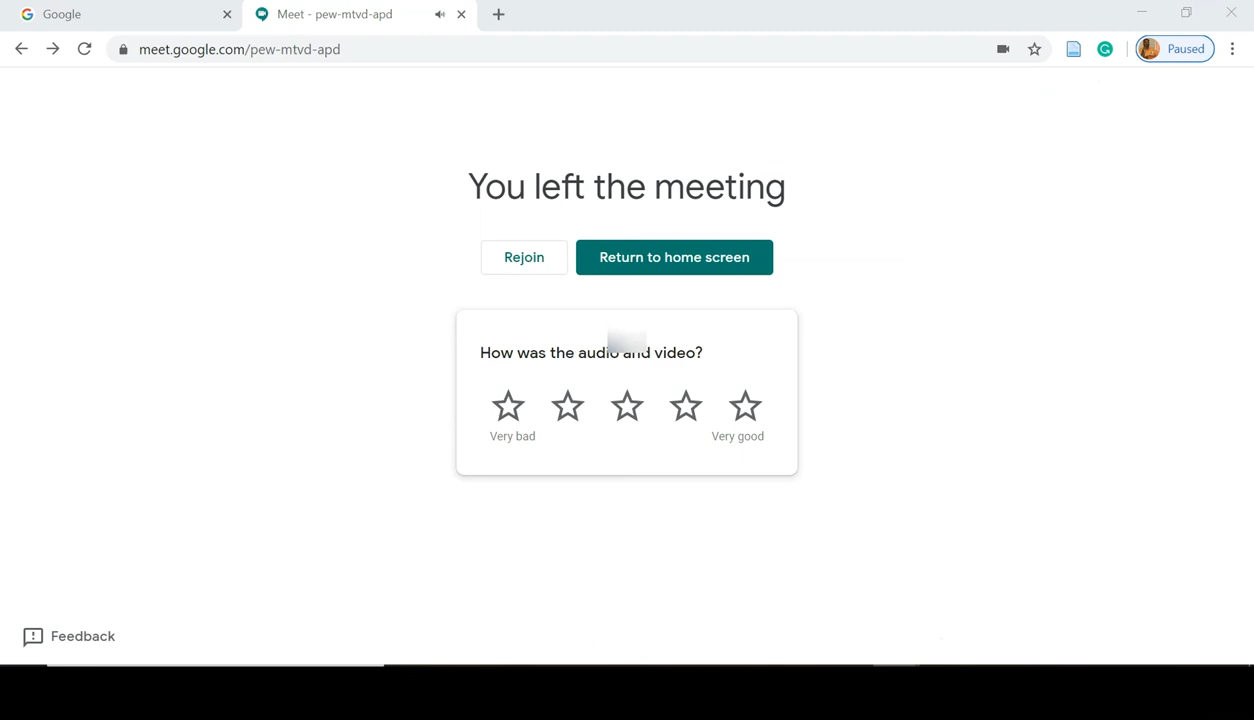 Google
Meet - pew-mtvd-apd
meet.google.com/pew-mtvd-apd
Paused
You left the meeting
Rejoin
Return to home screen
How was the audio and video?
Very bad
Very good
Feedback